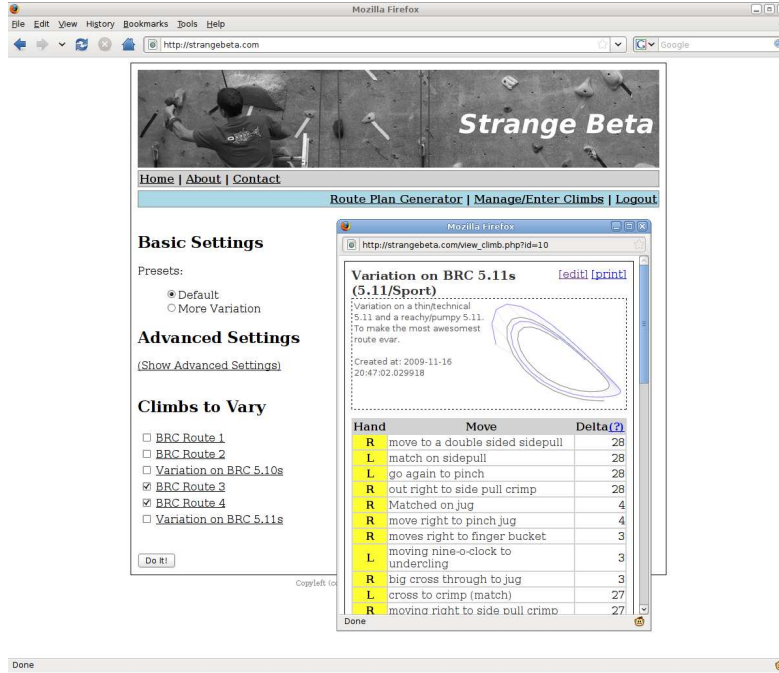 Mozilla Firefox
File Edit View History Bookmarks Tools Help
http://strangebeta.com
Google
Strange Beta
Home | About | Contact
Route Plan Generator | Manage/Enter Climbs | Logout
Basic Settings
Presets:
Default
More Variation
Advanced Settings
(Show Advanced Settings)
Climbs to Vary
BRC Route 1
BRC Route 2
Variation on BRC 5.10s
BRC Route 3
BRC Route 4
Variation on BRC 5.11s
Do It!
Copyleft (co
Mozilla Firefox
http://strangebeta.com/view_climb.php?id=10
Variation on BRC 5.11s [edit] [print]
(5.11/Sport)
Variation on a thin/technical
5.11 and a reachy/pumpy 5.11.
To make the most awesomest
route evar.
Created at: 2009-11-16
20:47:02.029918
Hand Move Delta(?)
R move to a double sided sidepull 28
L match on sidepull 28
L go again to pinch 28
R out right to side pull crimp 28
R Matched on jug 4
R move right to pinch jug 4
R moves right to finger bucket 3
L moving nine-o-clock to
undercling 3
R big cross through to jug 3
L cross to crimp (match) 27
R moving right to side pull crimp 27
Done
Done